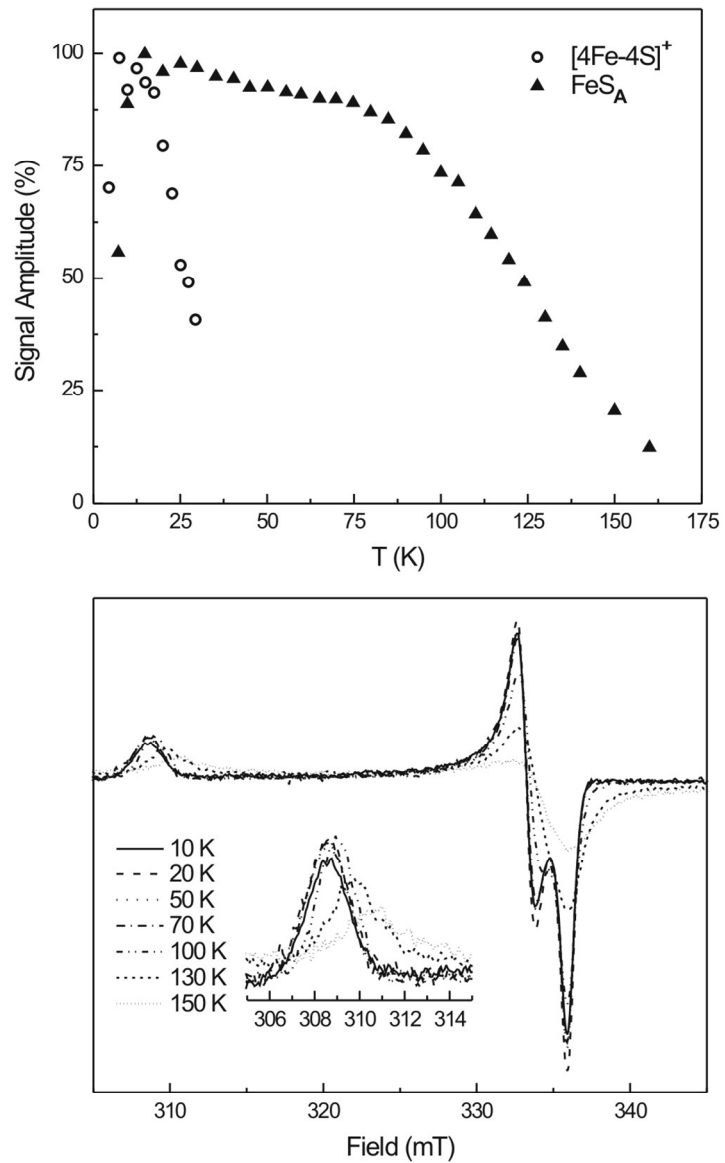 100
75
50
25
0
Signal Amplitude (%)
[4Fe-4S]+
FeSA
0 25 50 75 100 125 150 175
T (K)
10 K
20 K
50 K
70 K
100 K
130 K
150 K
306 308 310 312 314
310 320 330 340
Field (mT)